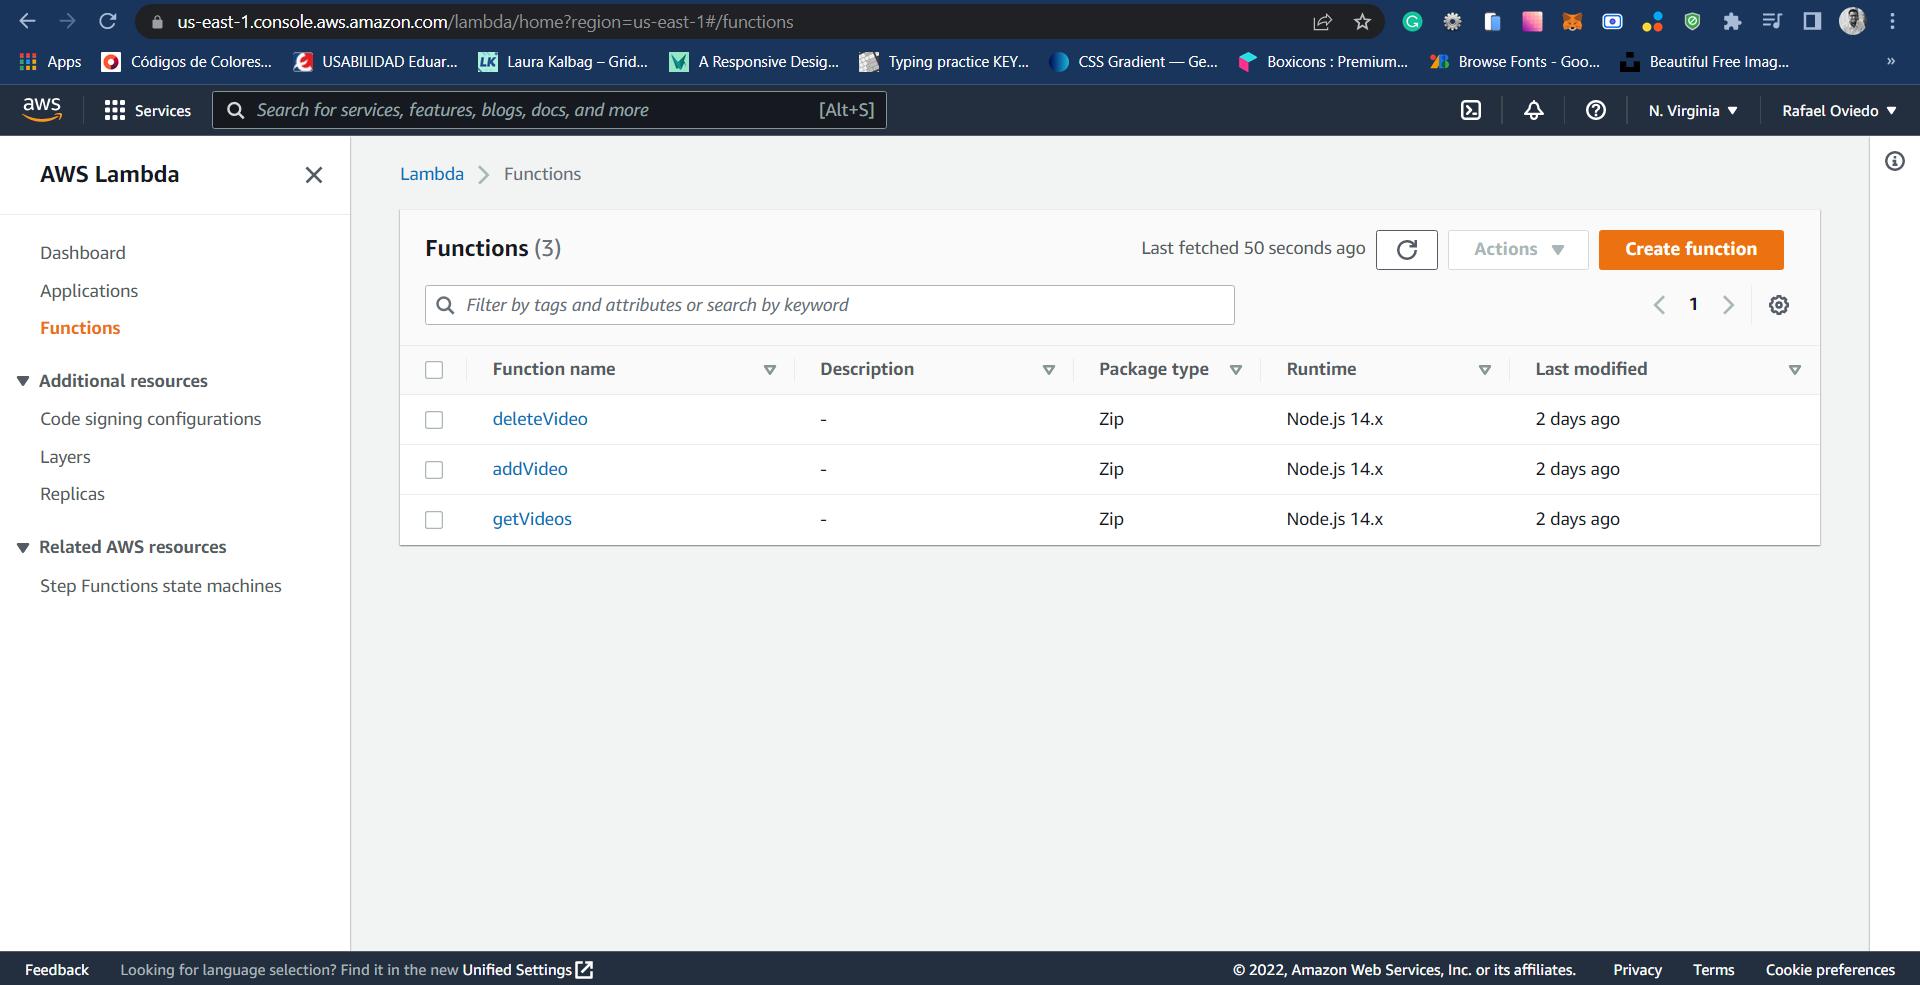 us-east-1.console.aws.amazon.com/lambda/home?region=us-east-1#/functions
Apps Códigos de Colores... USABILIDAD Eduar... LK Laura Kalbag – Grid... A Responsive Desig... Typing practice KEY... CSS Gradient — Ge... Boxicons : Premium... Browse Fonts - Goo... Beautiful Free Imag... »
aws Services Search for services, features, blogs, docs, and more [Alt+S] N. Virginia Rafael Oviedo
AWS Lambda
Dashboard
Applications
Functions
Additional resources
Code signing configurations
Layers
Replicas
Related AWS resources
Step Functions state machines
Lambda Functions
Functions (3) Last fetched 50 seconds ago Actions Create function
Filter by tags and attributes or search by keyword 1
Function name Description Package type Runtime Last modified
deleteVideo - Zip Node.js 14.x 2 days ago
addVideo - Zip Node.js 14.x 2 days ago
getVideos - Zip Node.js 14.x 2 days ago
Feedback Looking for language selection? Find it in the new Unified Settings © 2022, Amazon Web Services, Inc. or its affiliates. Privacy Terms Cookie preferences